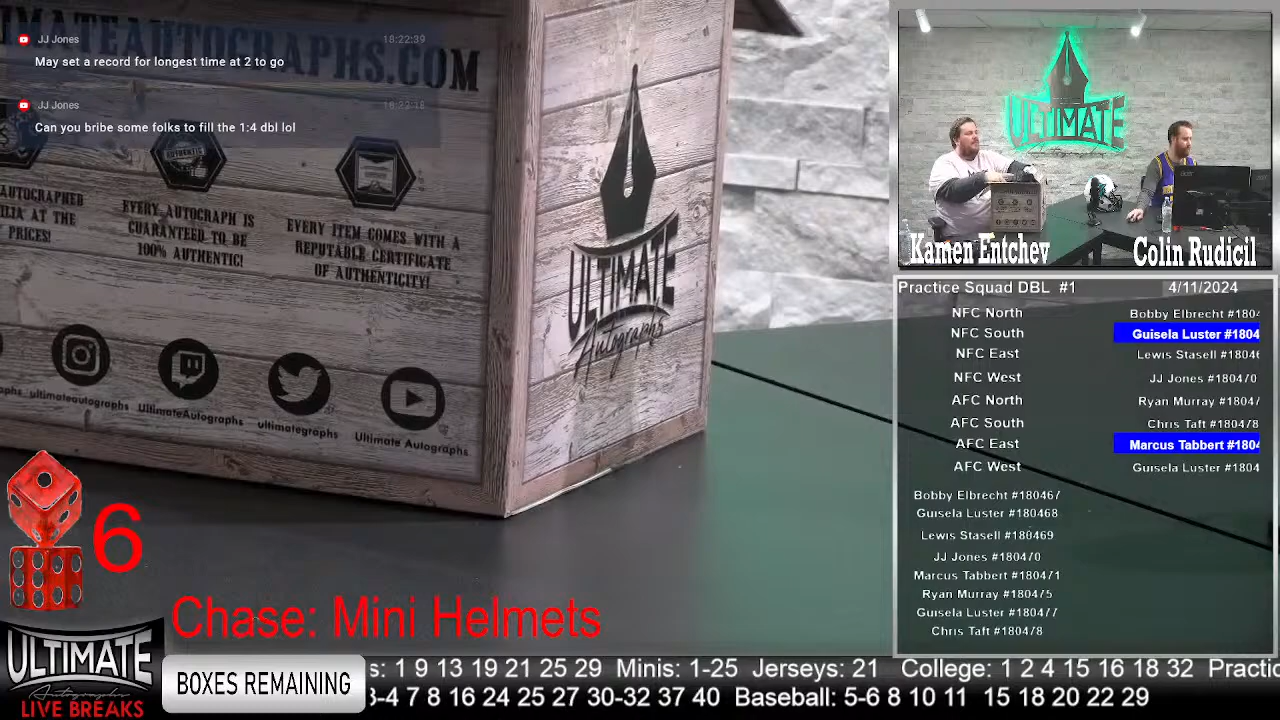 JJ Jones 18:22:39
May set a record for longest time at 2 to go
JJ Jones
Can you bribe some folks to fill the 1:4 dbl lol
IMATEAUTOGRAPHS.COM
AUTHENTIC
AUTOGRAPHED
AT THE
PRICES!
EVERY AUTOGRAPH IS
GUARANTEED TO BE
100% AUTHENTIC!
EVERY ITEM COMES WITH A
REPUTABLE CERTIFICATE
OF AUTHENTICITY!
ultimateautographs
UltimateAutographs
ultimategraphs
Ultimate Autographs
ULTIMATE
Autographs
6
Chase: Mini Helmets
ULTIMATE
Autographs
LIVE BREAKS
BOXES REMAINING
s: 1 9 13 19 21 25 29 Minis: 1-25 Jerseys: 21 College: 1 2 4 15 16 18 32 Practic
3-4 7 8 16 24 25 27 30-32 37 40 Baseball: 5-6 8 10 11 15 18 20 22 29
ULTIMATE
Kamen Entchev
Colin Rudicil
Practice Squad DBL #1 4/11/2024
NFC North Bobby Elbrecht #1804
NFC South Guisela Luster #1804
NFC East Lewis Stasell #18046
NFC West JJ Jones #180470
AFC North Ryan Murray #18047
AFC South Chris Taft #180478
AFC East Marcus Tabbert #1804
AFC West Guisela Luster #1804
Bobby Elbrecht #180467
Guisela Luster #180468
Lewis Stasell #180469
JJ Jones #180470
Marcus Tabbert #180471
Ryan Murray #180475
Guisela Luster #180477
Chris Taft #180478